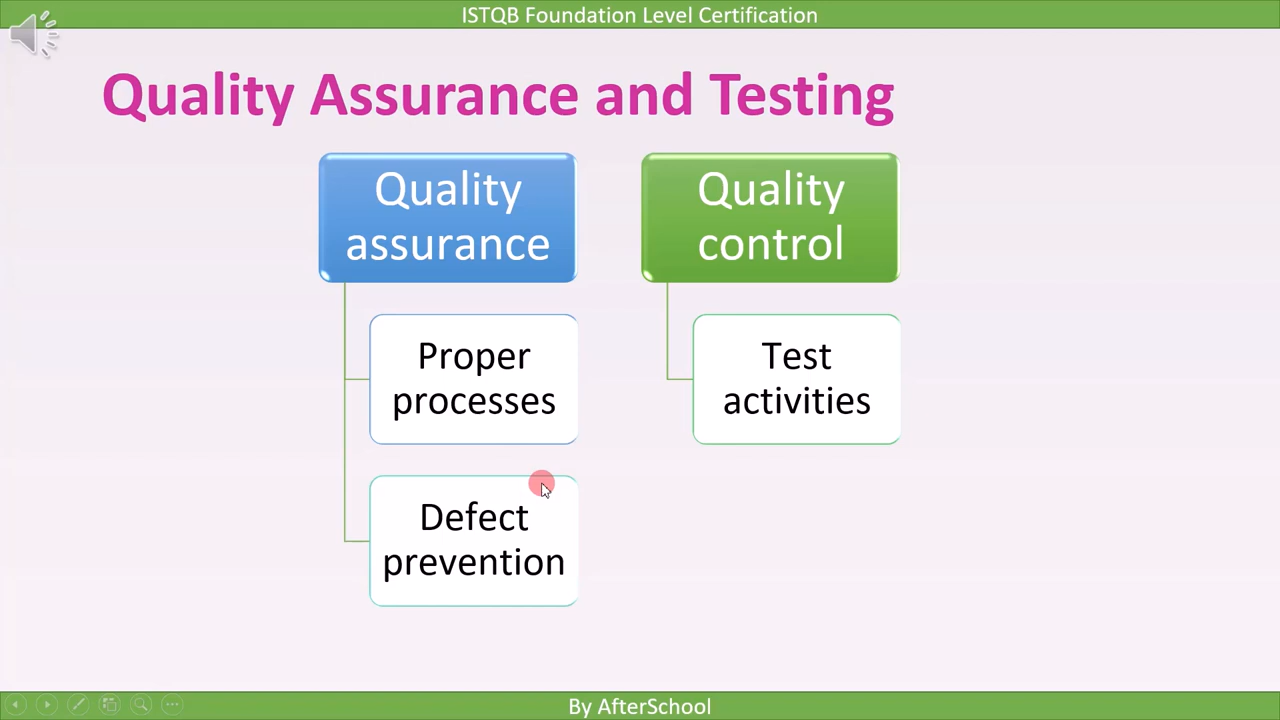 ISTQB Foundation Level Certification
Quality Assurance and Testing
Quality
assurance
Proper
processes
Defect
prevention
Quality
control
Test
activities
By AfterSchool